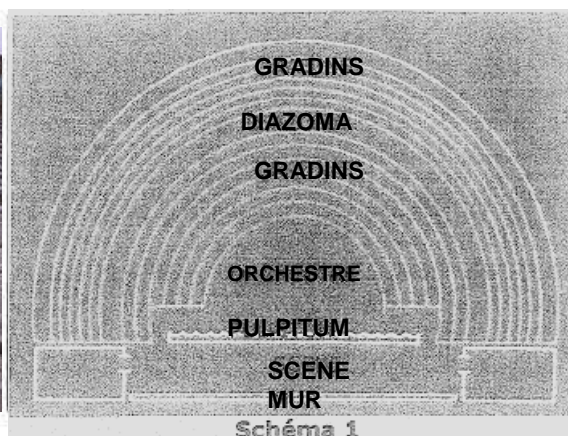 GRADINS
DIAZOMA
GRADINS
ORCHESTRE
PULPITUM
SCENE
MUR
Schéma 1